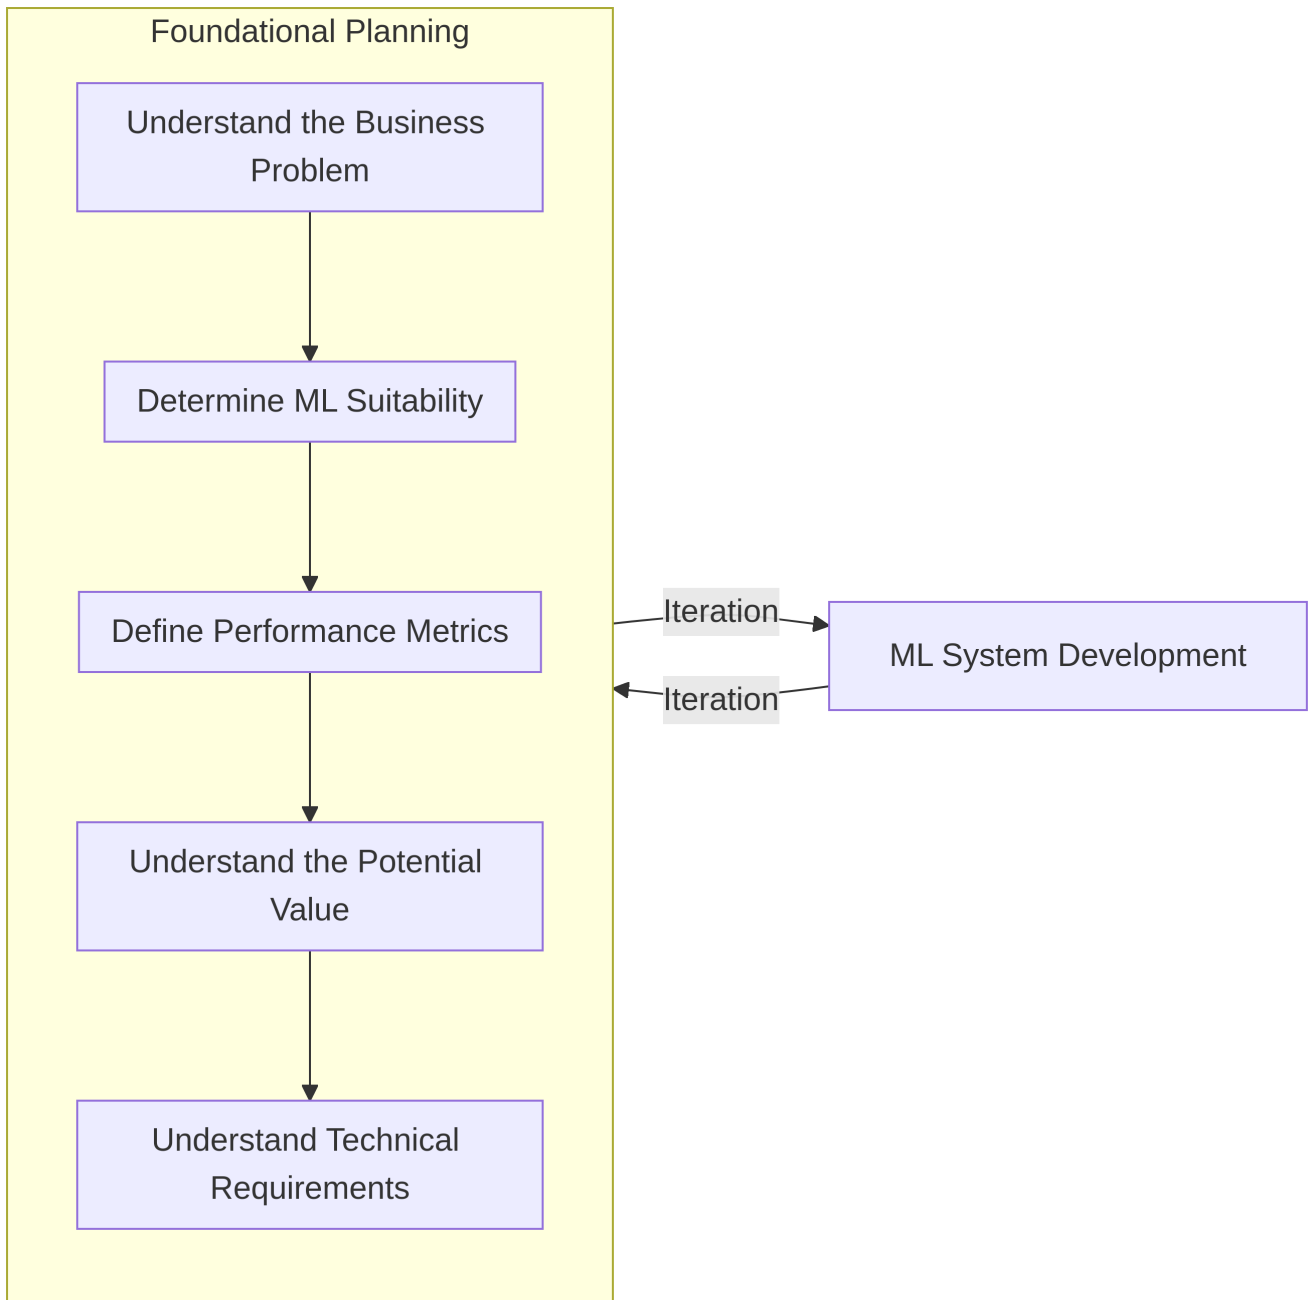 Foundational Planning
Understand the Business
Problem
Determine ML Suitability
Define Performance Metrics
Understand the Potential
Value
Understand Technical
Requirements
Iteration
Iteration
ML System Development